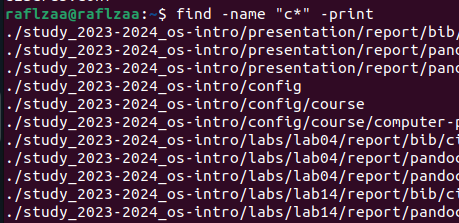 raflzaa@raflzaa:~$ find -name "c*" -print
./study_2023-2024_os-intro/presentation/report/bib/
./study_2023-2024_os-intro/presentation/report/pand
./study_2023-2024_os-intro/presentation/report/pand
./study_2023-2024_os-intro/config
./study_2023-2024_os-intro/config/course
./study_2023-2024_os-intro/config/course/computer-p
./study_2023-2024_os-intro/labs/lab04/report/bib/ci
./study_2023-2024_os-intro/labs/lab04/report/pandoc
./study_2023-2024_os-intro/labs/lab04/report/pandoc
./study_2023-2024_os-intro/labs/lab14/report/bib/ci
./study_2023-2024_os-intro/labs/lab14/report/pandoc